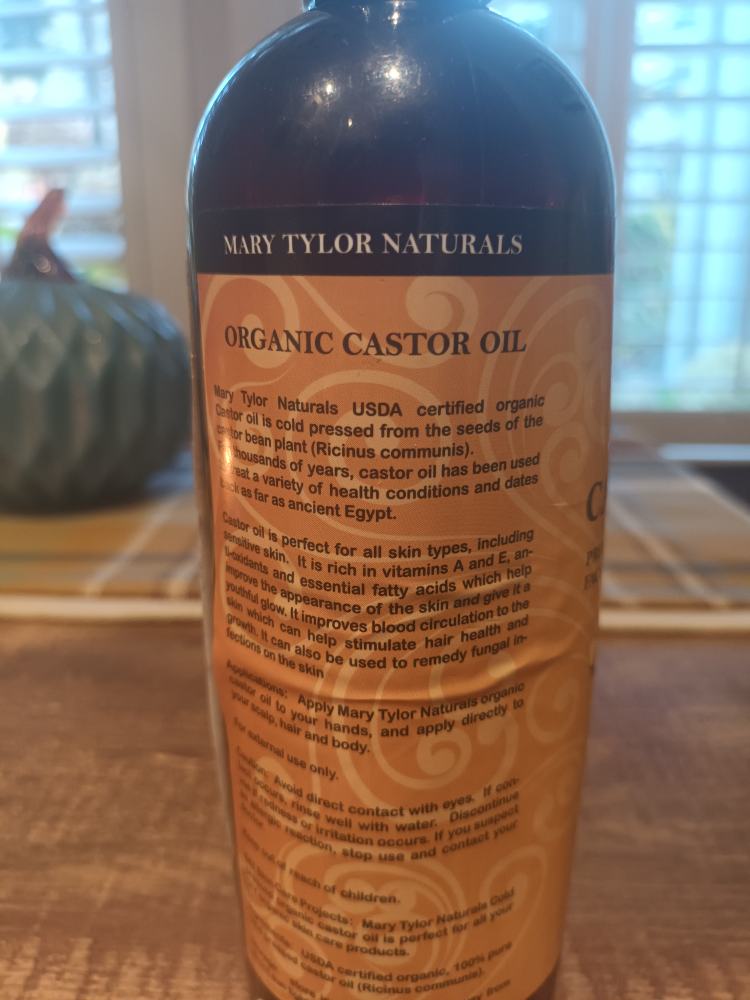 MARY TYLOR NATURALS
ORGANIC CASTOR OIL
Mary Tylor Naturals USDA certified organic
Castor oil is cold pressed from the seeds of the
castor bean plant (Ricinus communis).
thousands of years, castor oil has been used
a variety of health conditions and dates
back as far as ancient Egypt.
Castor oil is perfect for all skin types, including
sensitive skin. It is rich in vitamins A and E, an-
ti-oxidants and essential fatty acids which help
improve the appearance of the skin and give it a
youthful glow. It improves blood circulation to the
skin which can help stimulate hair health and
growth. It can also be used to remedy fungal in-
fections on the skin
Applications: Apply Mary Tylor Naturals organic
castor oil to your hands, and apply directly to
your scalp, hair and body.
For external use only.
Caution: Avoid direct contact with eyes. If con-
tact occurs, rinse well with water. Discontinue
redness or irritation occurs. If you suspect
allergic reaction, stop use and contact your
out of reach of children.
Care Projects: Mary Tylor Naturals Cold
organic castor oil is perfect for all your
skin care products.
USDA certified organic, 100% pure
castor oil (Ricinus communis).
from
C